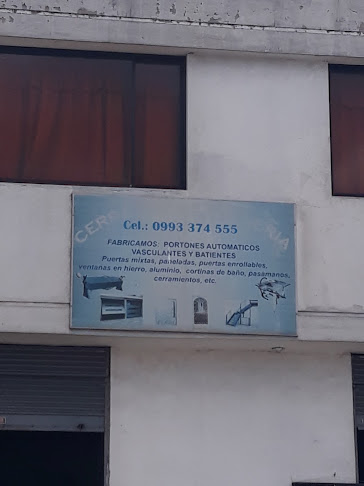 Cel.: 0993 374 555
FABRICAMOS: PORTONES AUTOMATICOS
VASCULANTES Y BATIENTES
Puertas mixtas, paneladas, puertas enrollables,
ventanas en hierro, aluminio, cortinas de baño, pasamanos,
cerramientos, etc.